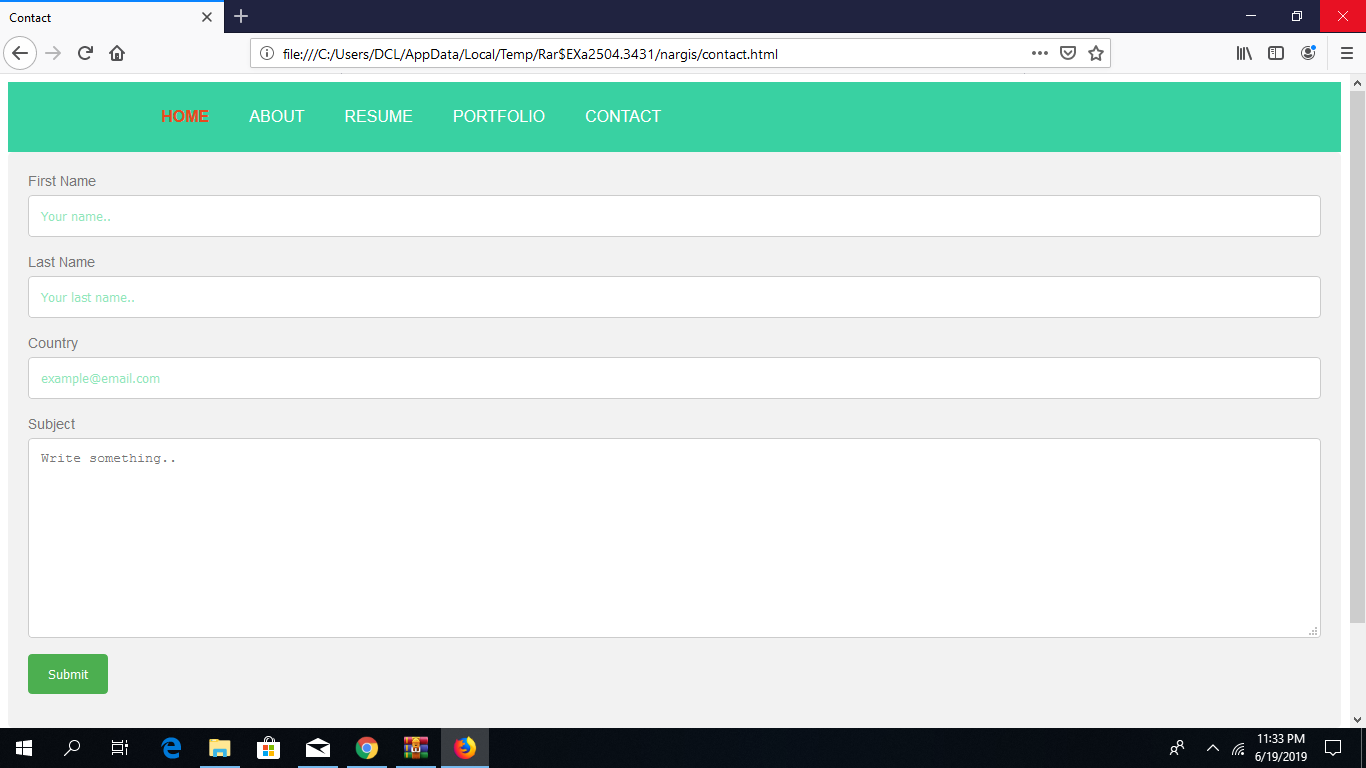 Contact
file:///C:/Users/DCL/AppData/Local/Temp/Rar$EXa2504.3431/nargis/contact.html
HOME ABOUT RESUME PORTFOLIO CONTACT
First Name
Your name..
Last Name
Your last name..
Country
example@email.com
Subject
Write something..
Submit
11:33 PM
6/19/2019